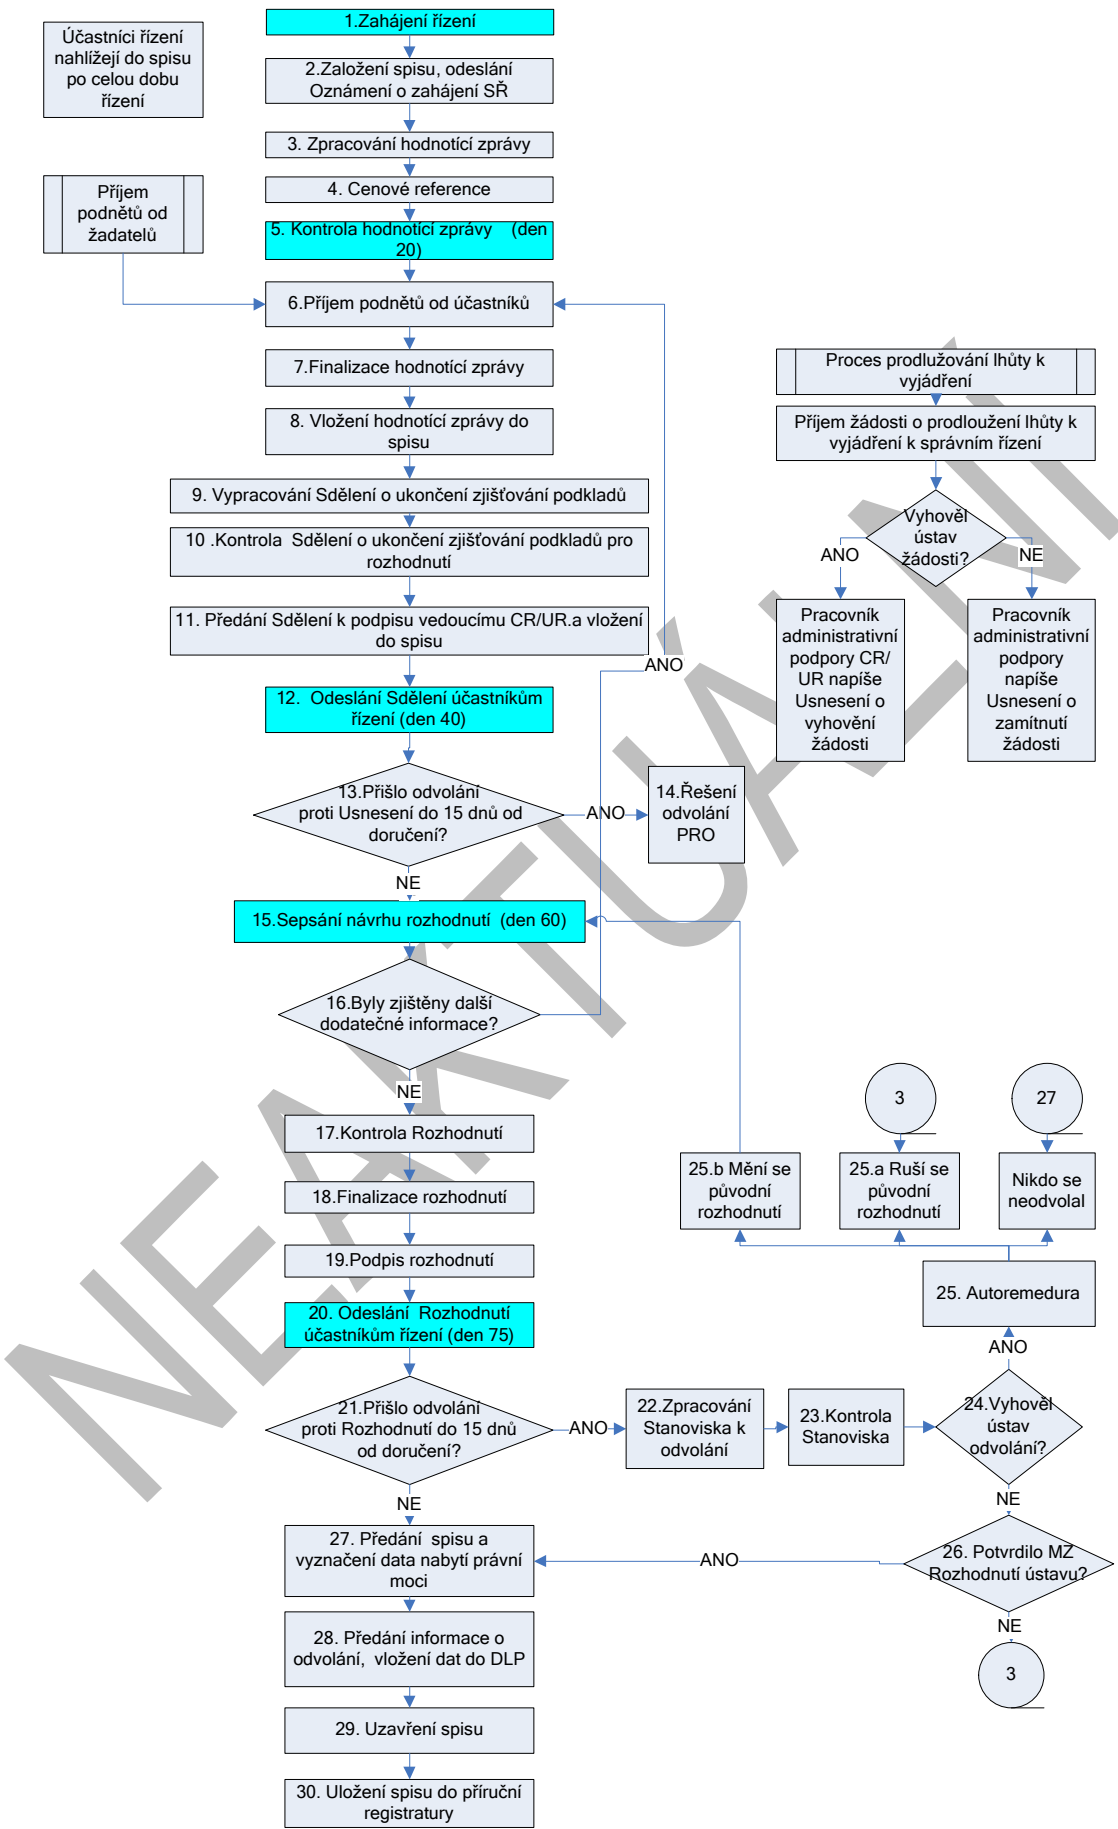 1.Zahájení řízení
Účastníci řízení
nahlížejí do spisu
po celou dobu
řízení
2.Založení spisu, odeslání
Oznámení o zahájení SŘ
3. Zpracování hodnotící zprávy
4. Cenové reference
Příjem
podnětů od
žadatelů
5. Kontrola hodnotící zprávy (den
20)
6.Příjem podnětů od účastníků
7.Finalizace hodnotící zprávy
8. Vložení hodnotící zprávy do
spisu
9. Vypracování Sdělení o ukončení zjišťování podkladů
10 .Kontrola Sdělení o ukončení zjišťování podkladů pro
rozhodnutí
11. Předání Sdělení k podpisu vedoucímu CR/UR.a vložení
do spisu
ANO
12. Odeslání Sdělení účastníkům
řízení (den 40)
13.Přišlo odvolání
proti Usnesení do 15 dnů od
doručení?
ANO
14.Řešení
odvolání
PRO
NE
15.Sepsání návrhu rozhodnutí (den 60)
16.Byly zjištěny další
dodatečné informace?
NE
17.Kontrola Rozhodnutí
18.Finalizace rozhodnutí
19.Podpis rozhodnutí
20. Odeslání Rozhodnutí
účastníkům řízení (den 75)
21.Přišlo odvolání
proti Rozhodnutí do 15 dnů
od doručení?
ANO
22.Zpracování
Stanoviska k
odvolání
23.Kontrola
Stanoviska
24.Vyhověl
ústav
odvolání?
ANO
25. Autoremedura
25.b Mění se
původní
rozhodnutí
25.a Ruší se
původní
rozhodnutí
Nikdo se
neodvolal
3
27
NE
26. Potvrdilo MZ
Rozhodnutí ústavu?
ANO
NE
3
NE
27. Předání spisu a
vyznačení data nabytí právní
moci
28. Předání informace o
odvolání, vložení dat do DLP
29. Uzavření spisu
30. Uložení spisu do příruční
registratury
Proces prodlužování lhůty k
vyjádření
Příjem žádosti o prodloužení lhůty k
vyjádření k správním řízení
Vyhověl
ústav
žádosti?
ANO
NE
Pracovník
administrativní
podpory CR/
UR napíše
Usnesení o
vyhovění
žádosti
Pracovník
administrativní
podpory
napíše
Usnesení o
zamítnutí
žádosti
NEAKTUÁLNÍ